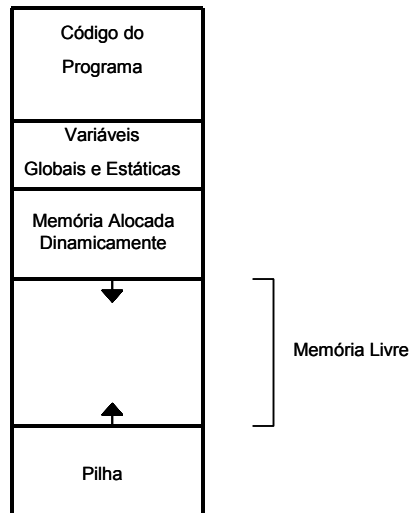 Código do
Programa
Variáveis
Globais e Estáticas
Memória Alocada
Dinamicamente
Memória Livre
Pilha